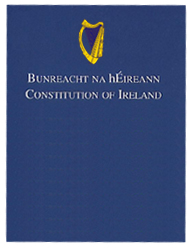 BUNREACHT NA hÉIREANN
CONSTITUTION OF IRELAND